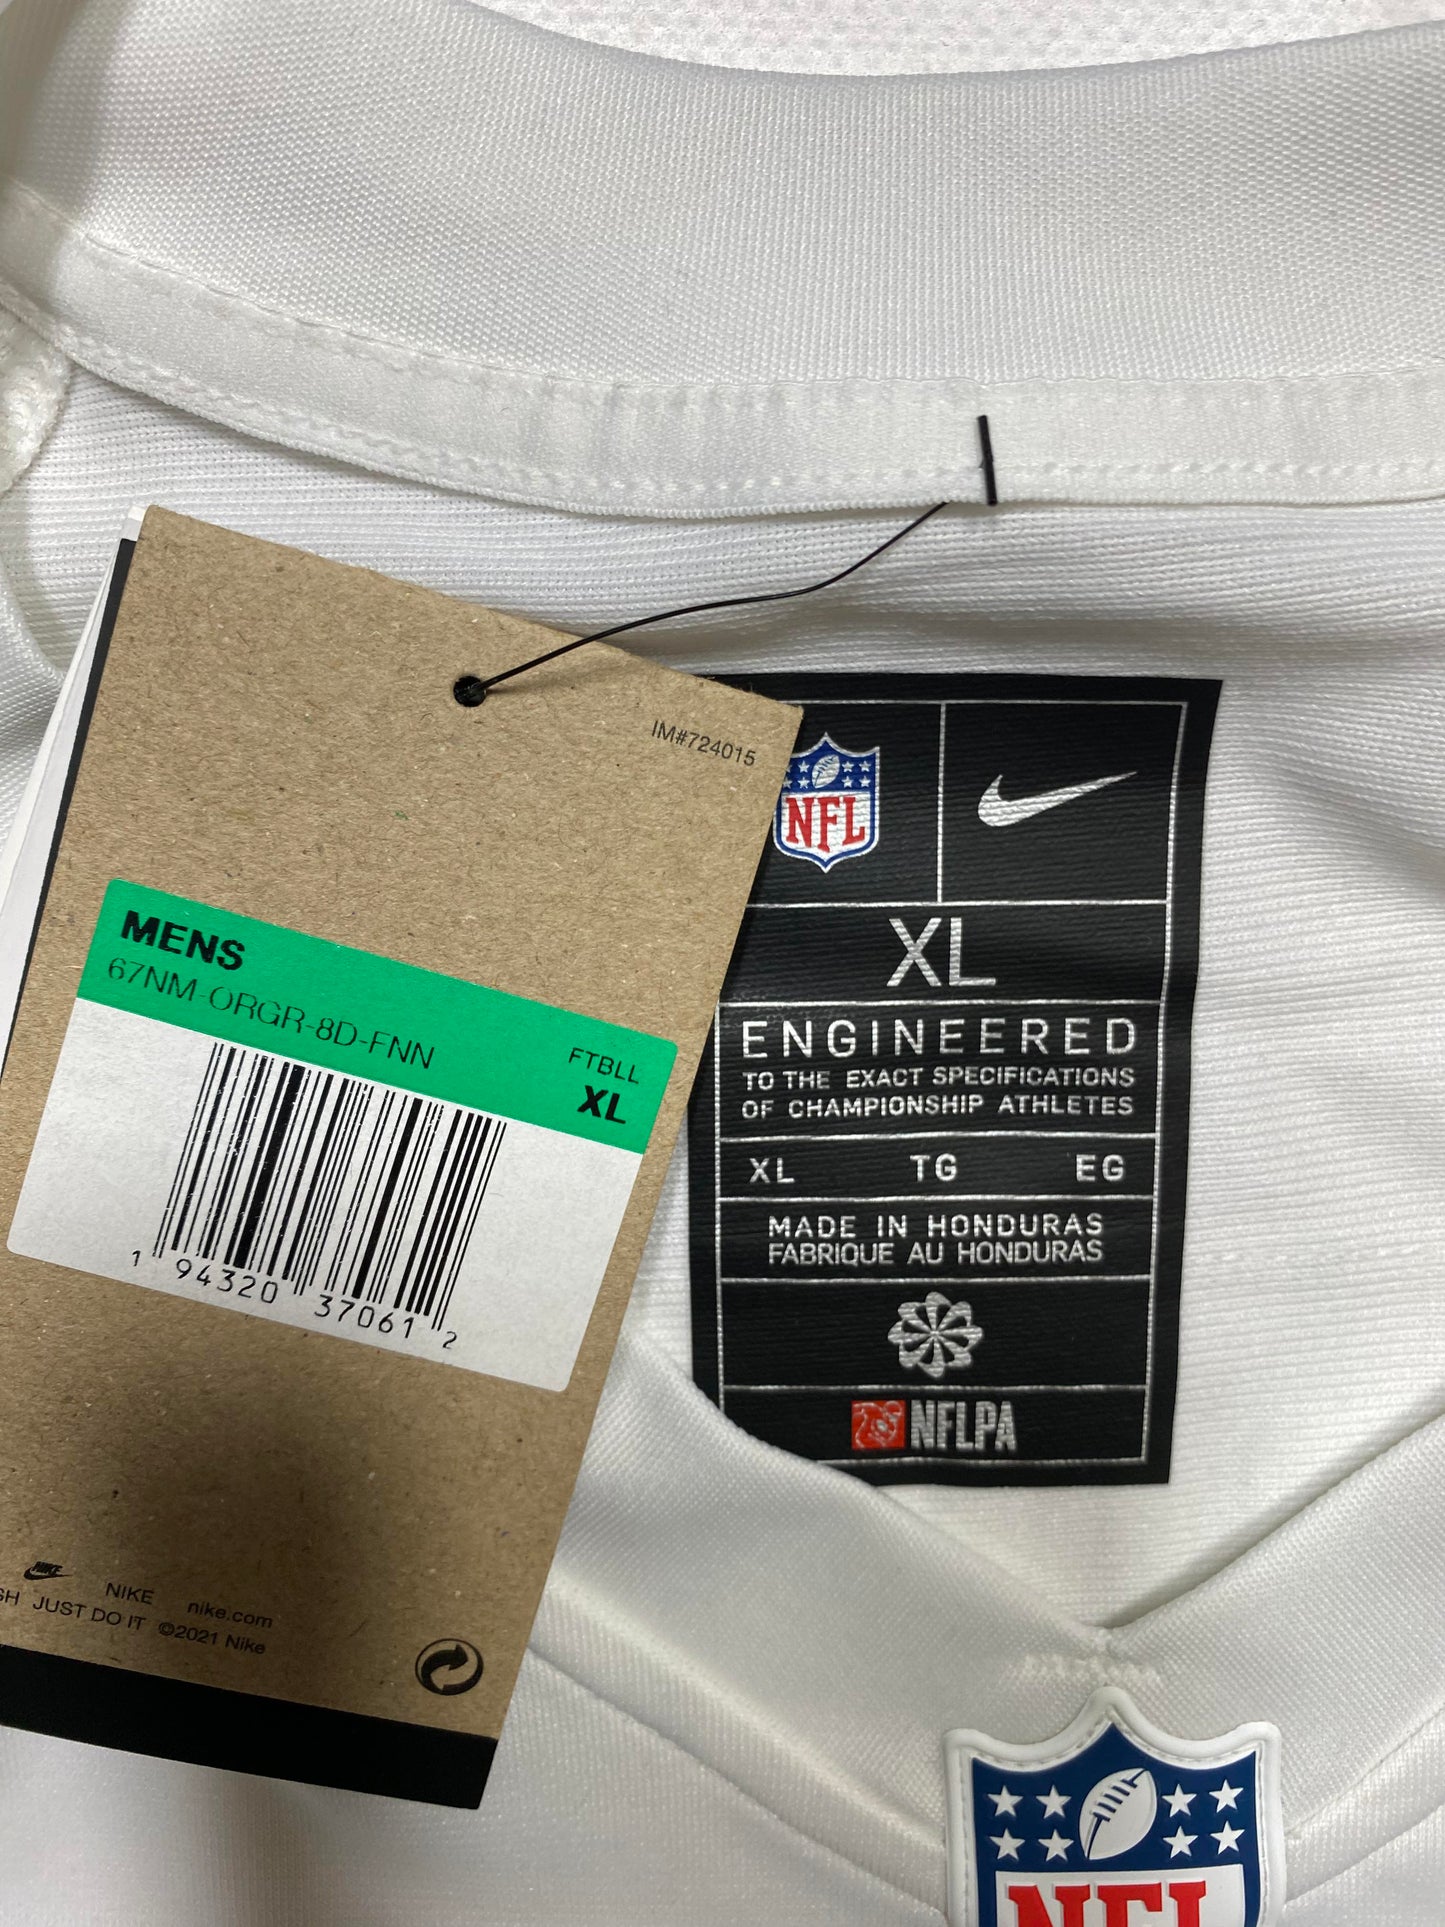 IM#724015
MENS
67NM-ORGR-8D-FNN
FTBLL
XL
1 94320 37061 2
NIKE
NIKE nike.com
JUST DO IT ©2021 Nike
NFL
XL
ENGINEERED
TO THE EXACT SPECIFICATIONS
OF CHAMPIONSHIP ATHLETES
XL TG EG
MADE IN HONDURAS
FABRIQUE AU HONDURAS
NFLPA
NFL